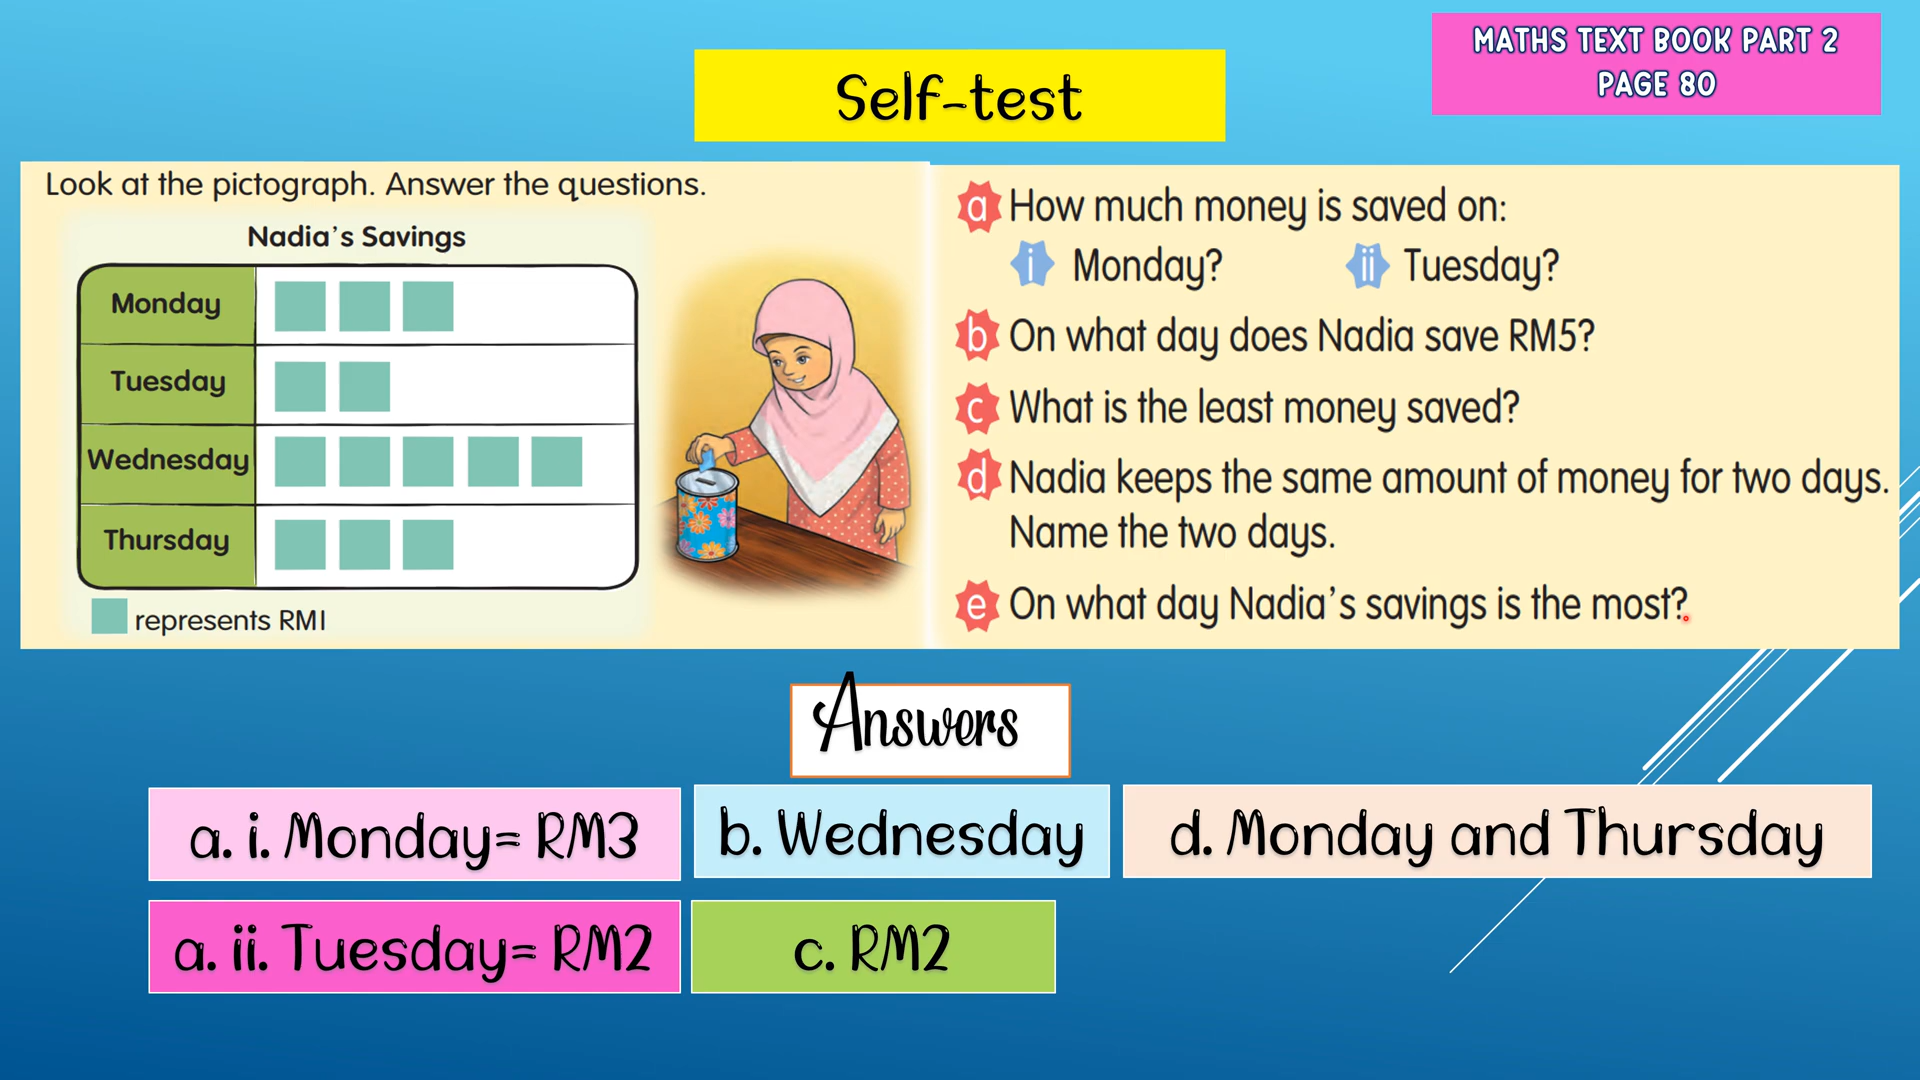 MATHS TEXT BOOK PART 2
PAGE 80
Self-test
Look at the pictograph. Answer the questions.
Nadia's Savings
Monday
Tuesday
Wednesday
Thursday
represents RM1
a How much money is saved on:
i Monday? ii Tuesday?
b On what day does Nadia save RM5?
c What is the least money saved?
d Nadia keeps the same amount of money for two days.
Name the two days.
e On what day Nadia's savings is the most?
Answers
a. i. Monday= RM3
b. Wednesday
d. Monday and Thursday
a. ii. Tuesday= RM2
c. RM2